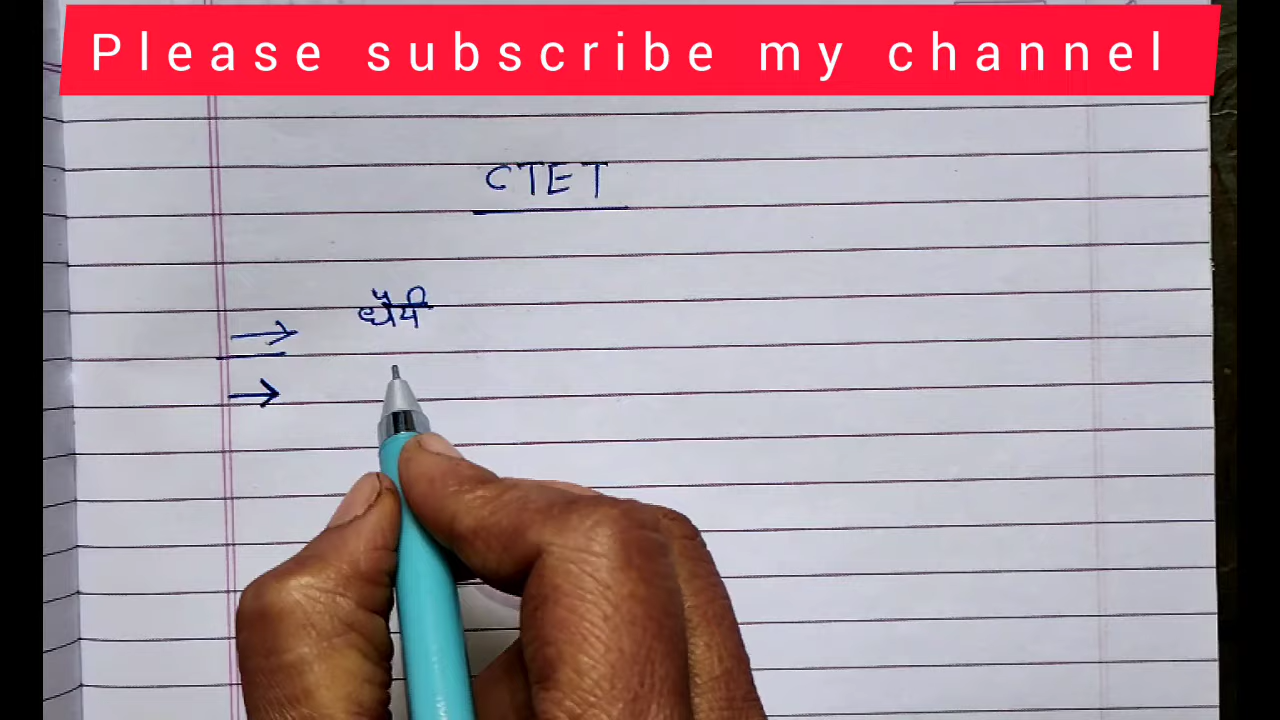 Please subscribe my channel
CTET
→ धैर्य
→